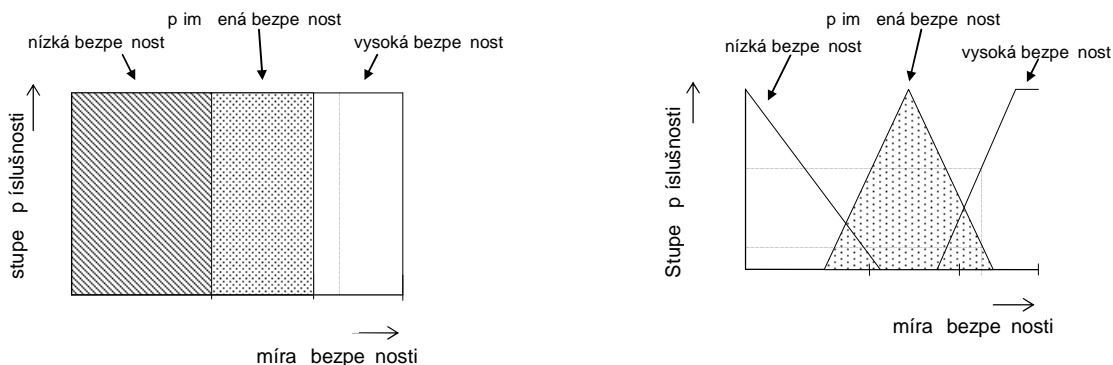 p im ená bezpe nost
nízká bezpe nost
vysoká bezpe nost
stupe p íslušnosti
míra bezpe nosti
p im ená bezpe nost
nízká bezpe nost
vysoká bezpe nost
Stupe p íslušnosti
míra bezpe nosti